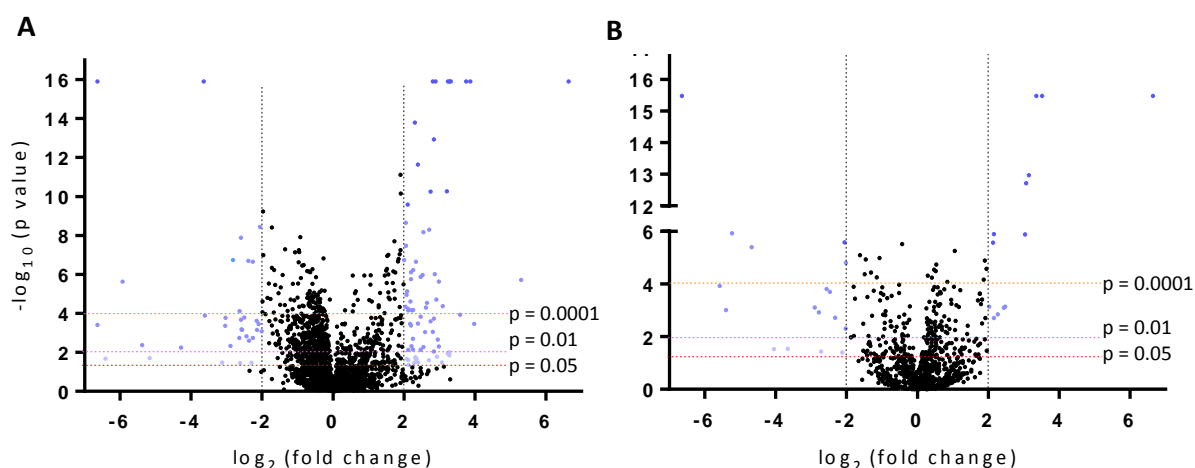 A
16
14
12
10
8
6
4
2
0
-log10 (p value)
p = 0.0001
p = 0.01
p = 0.05
-6 -4 -2 0 2 4 6
log2 (fold change)
B
16
15
14
13
12
6
4
2
0
p = 0.0001
p = 0.01
p = 0.05
-6 -4 -2 0 2 4 6
log2 (fold change)